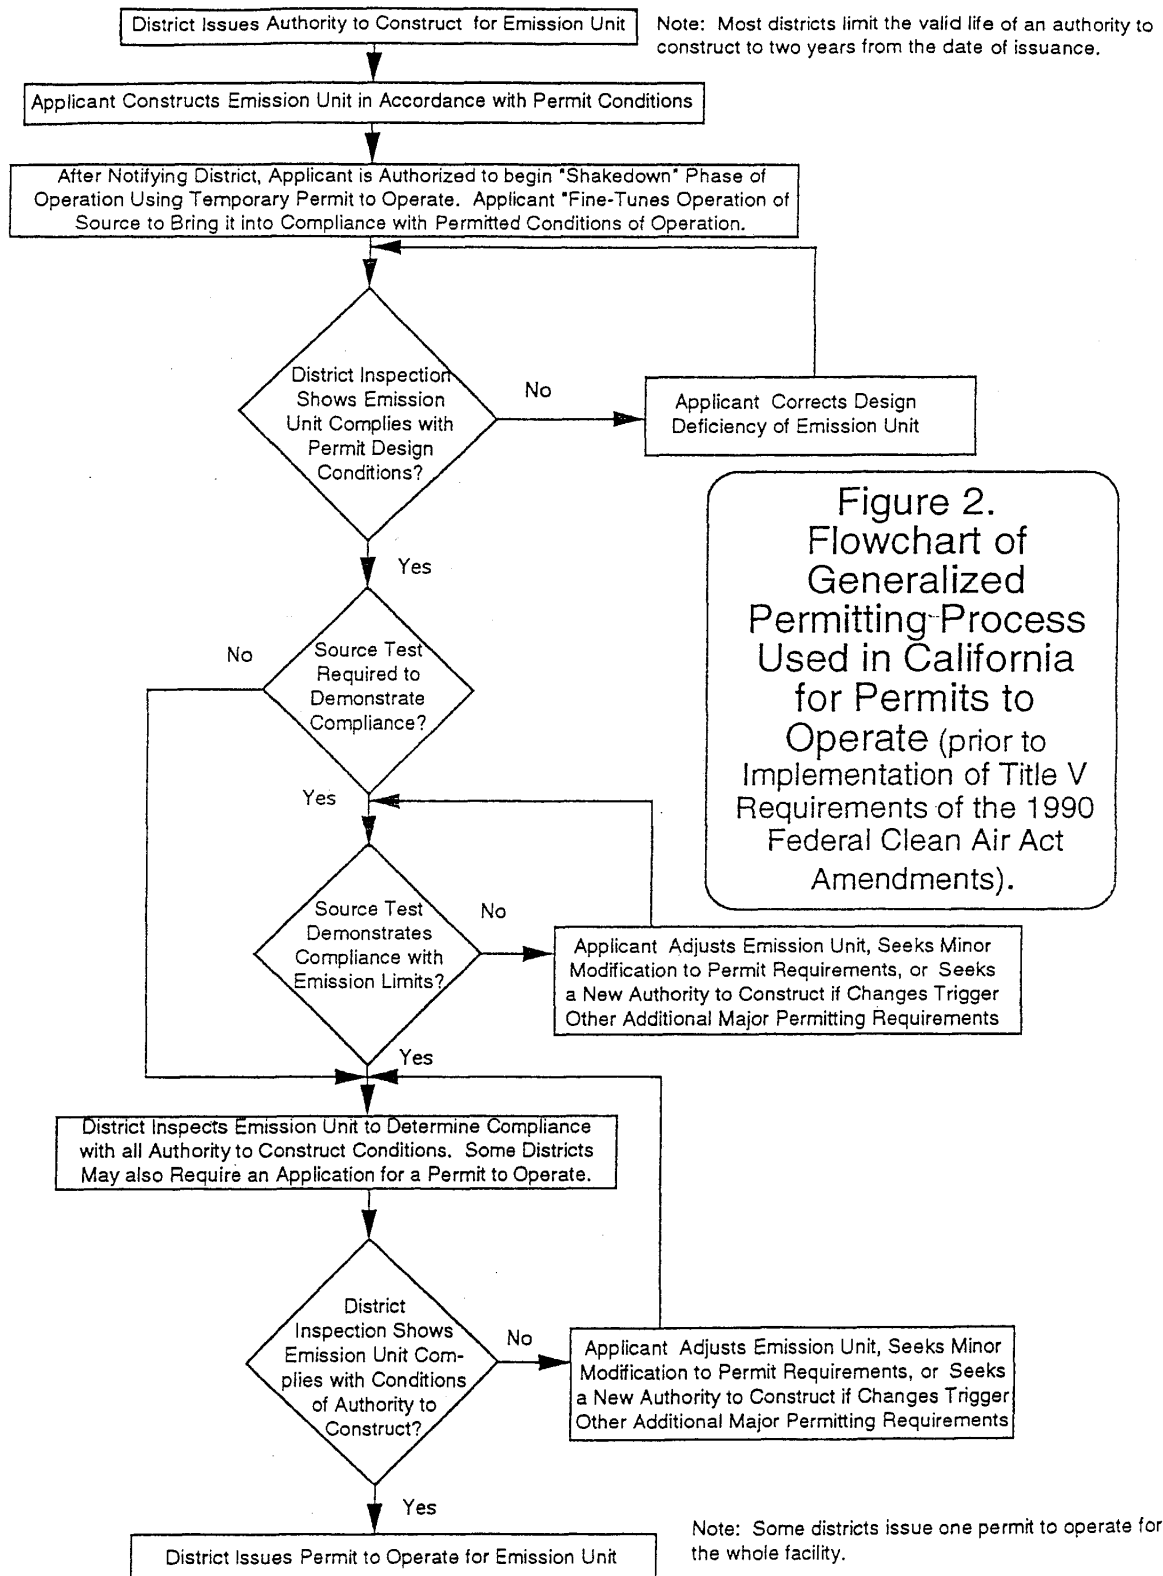 District Issues Authority to Construct for Emission Unit
Note: Most districts limit the valid life of an authority to
construct to two years from the date of issuance.
Applicant Constructs Emission Unit in Accordance with Permit Conditions
After Notifying District, Applicant is Authorized to begin "Shakedown" Phase of
Operation Using Temporary Permit to Operate. Applicant "Fine-Tunes Operation of
Source to Bring it into Compliance with Permitted Conditions of Operation.
District Inspection
Shows Emission
Unit Complies with
Permit Design
Conditions?
No
Applicant Corrects Design
Deficiency of Emission Unit
Yes
Figure 2.
Flowchart of
Generalized
Permitting Process
Used in California
for Permits to
Operate (prior to
Implementation of Title V
Requirements of the 1990
Federal Clean Air Act
Amendments).
No
Source Test
Required to
Demonstrate
Compliance?
Yes
Source Test
Demonstrates
Compliance with
Emission Limits?
No
Applicant Adjusts Emission Unit, Seeks Minor
Modification to Permit Requirements, or Seeks
a New Authority to Construct if Changes Trigger
Other Additional Major Permitting Requirements
Yes
District Inspects Emission Unit to Determine Compliance
with all Authority to Construct Conditions. Some Districts
May also Require an Application for a Permit to Operate.
District
Inspection Shows
Emission Unit Com-
plies with Conditions
of Authority to
Construct?
No
Applicant Adjusts Emission Unit, Seeks Minor
Modification to Permit Requirements, or Seeks
a New Authority to Construct if Changes Trigger
Other Additional Major Permitting Requirements
Yes
District Issues Permit to Operate for Emission Unit
Note: Some districts issue one permit to operate for
the whole facility.